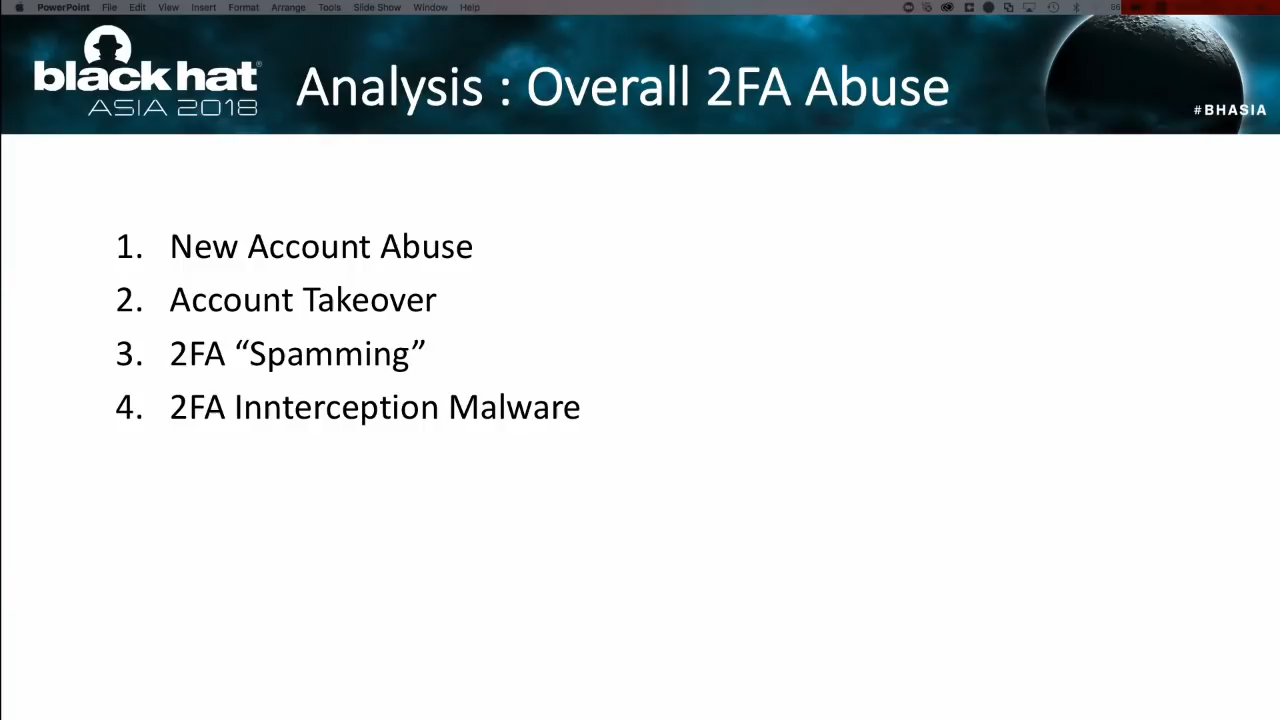 PowerPoint File Edit View Insert Format Arrange Tools Slide Show Window Help
black hat®
ASIA 2018
Analysis : Overall 2FA Abuse
#BHASIA
1. New Account Abuse
2. Account Takeover
3. 2FA “Spamming”
4. 2FA Innterception Malware